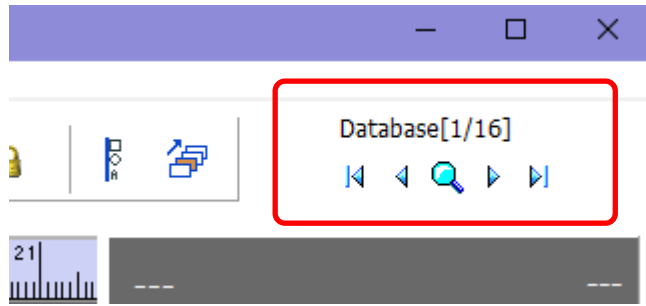 Database[1/16]
A
21
---
---